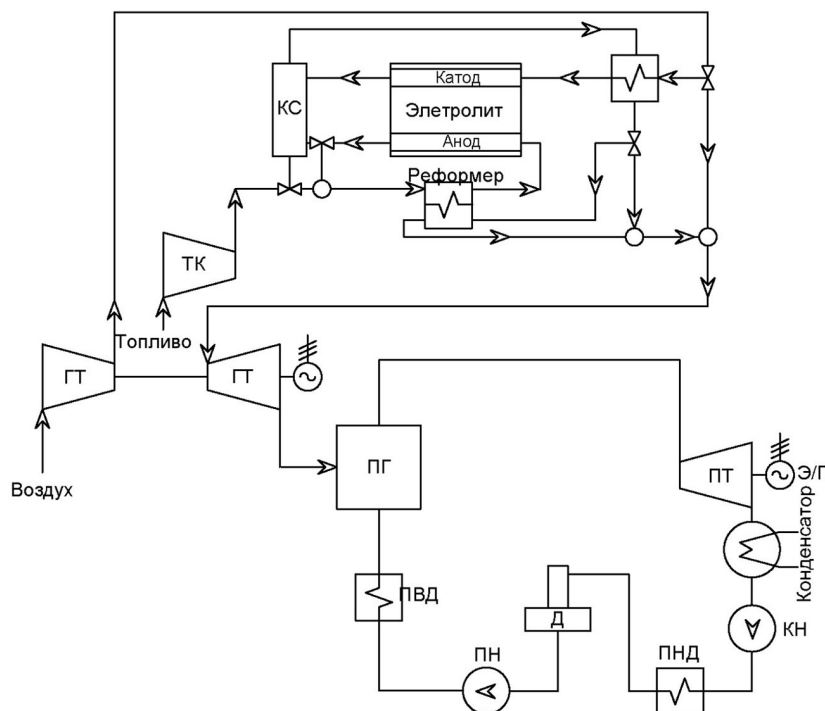 Катод
КС
Элетролит
Анод
Реформер
ТК
Топливо
ГТ
ГТ
Воздух
ПГ
ПТ
Э/Г
Конденсатор
ПВД
Д
КН
ПН
ПНД